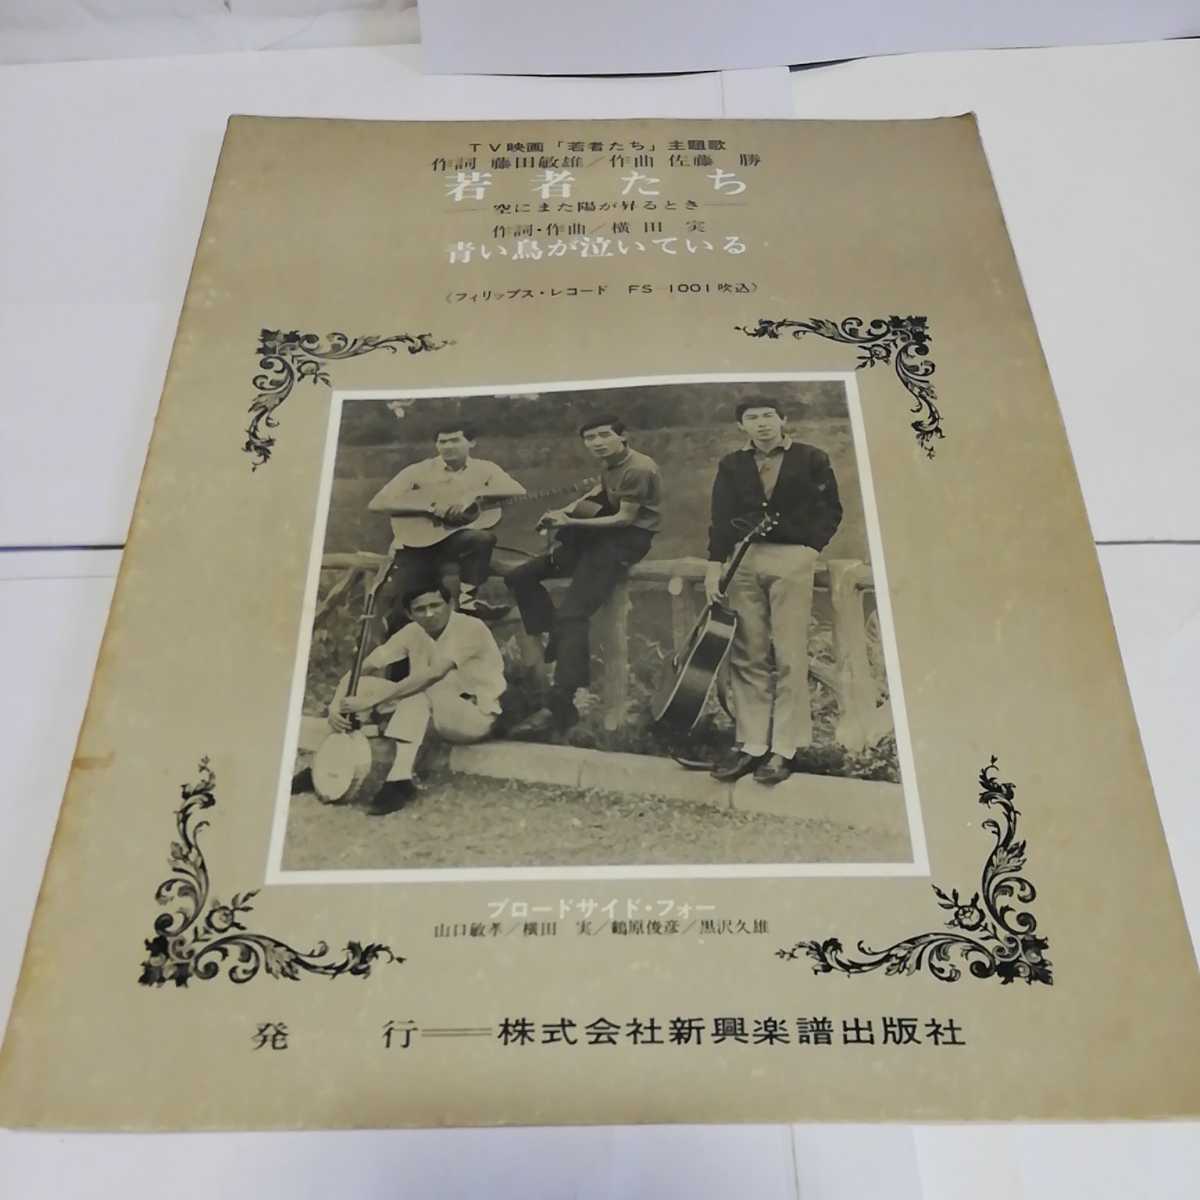 TV映画「若者たち」主題歌
作詞 藤田敏雄／作曲 佐藤 勝
若者たち
──空にまた陽が昇るとき──
作詞・作曲／横田 実
青い鳥が泣いている
《フィリップス・レコード FS-1001吹込》
ブロードサイド・フォー
山口敏孝／横田 実／鶴原俊彦／黒沢久雄
発 行──株式会社新興楽譜出版社